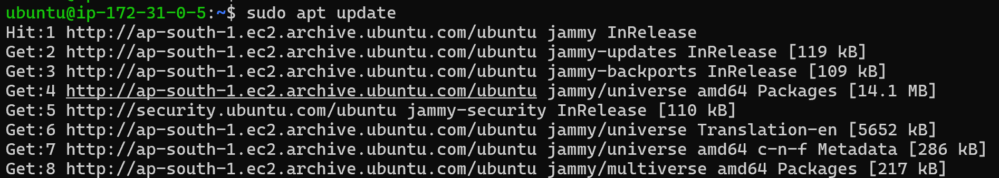 ubuntu@ip-172-31-0-5:~$ sudo apt update
Hit:1 http://ap-south-1.ec2.archive.ubuntu.com/ubuntu jammy InRelease
Get:2 http://ap-south-1.ec2.archive.ubuntu.com/ubuntu jammy-updates InRelease [119 kB]
Get:3 http://ap-south-1.ec2.archive.ubuntu.com/ubuntu jammy-backports InRelease [109 kB]
Get:4 http://ap-south-1.ec2.archive.ubuntu.com/ubuntu jammy/universe amd64 Packages [14.1 MB]
Get:5 http://security.ubuntu.com/ubuntu jammy-security InRelease [110 kB]
Get:6 http://ap-south-1.ec2.archive.ubuntu.com/ubuntu jammy/universe Translation-en [5652 kB]
Get:7 http://ap-south-1.ec2.archive.ubuntu.com/ubuntu jammy/universe amd64 c-n-f Metadata [286 kB]
Get:8 http://ap-south-1.ec2.archive.ubuntu.com/ubuntu jammy/multiverse amd64 Packages [217 kB]